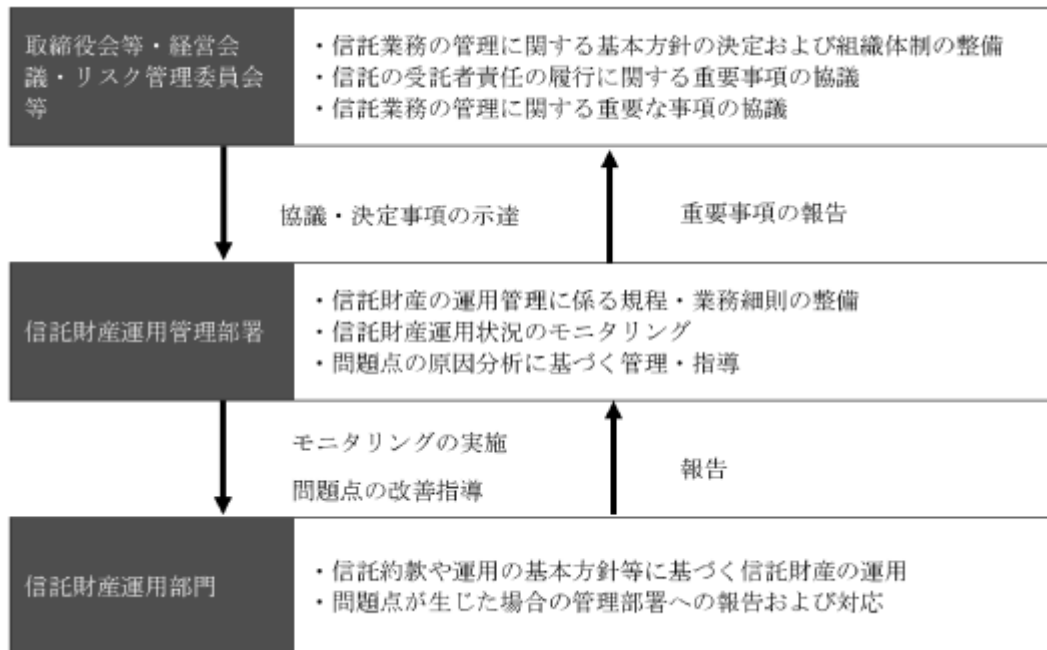 取締役会等・経営会
議・リスク管理委員会
等
・信託業務の管理に関する基本方針の決定および組織体制の整備
・信託の受託者責任の履行に関する重要事項の協議
・信託業務の管理に関する重要な事項の協議
協議・決定事項の示達
重要事項の報告
信託財産運用管理部署
・信託財産の運用管理に係る規程・業務細則の整備
・信託財産運用状況のモニタリング
・問題点の原因分析に基づく管理・指導
モニタリングの実施
問題点の改善指導
報告
信託財産運用部門
・信託約款や運用の基本方針等に基づく信託財産の運用
・問題点が生じた場合の管理部署への報告および対応